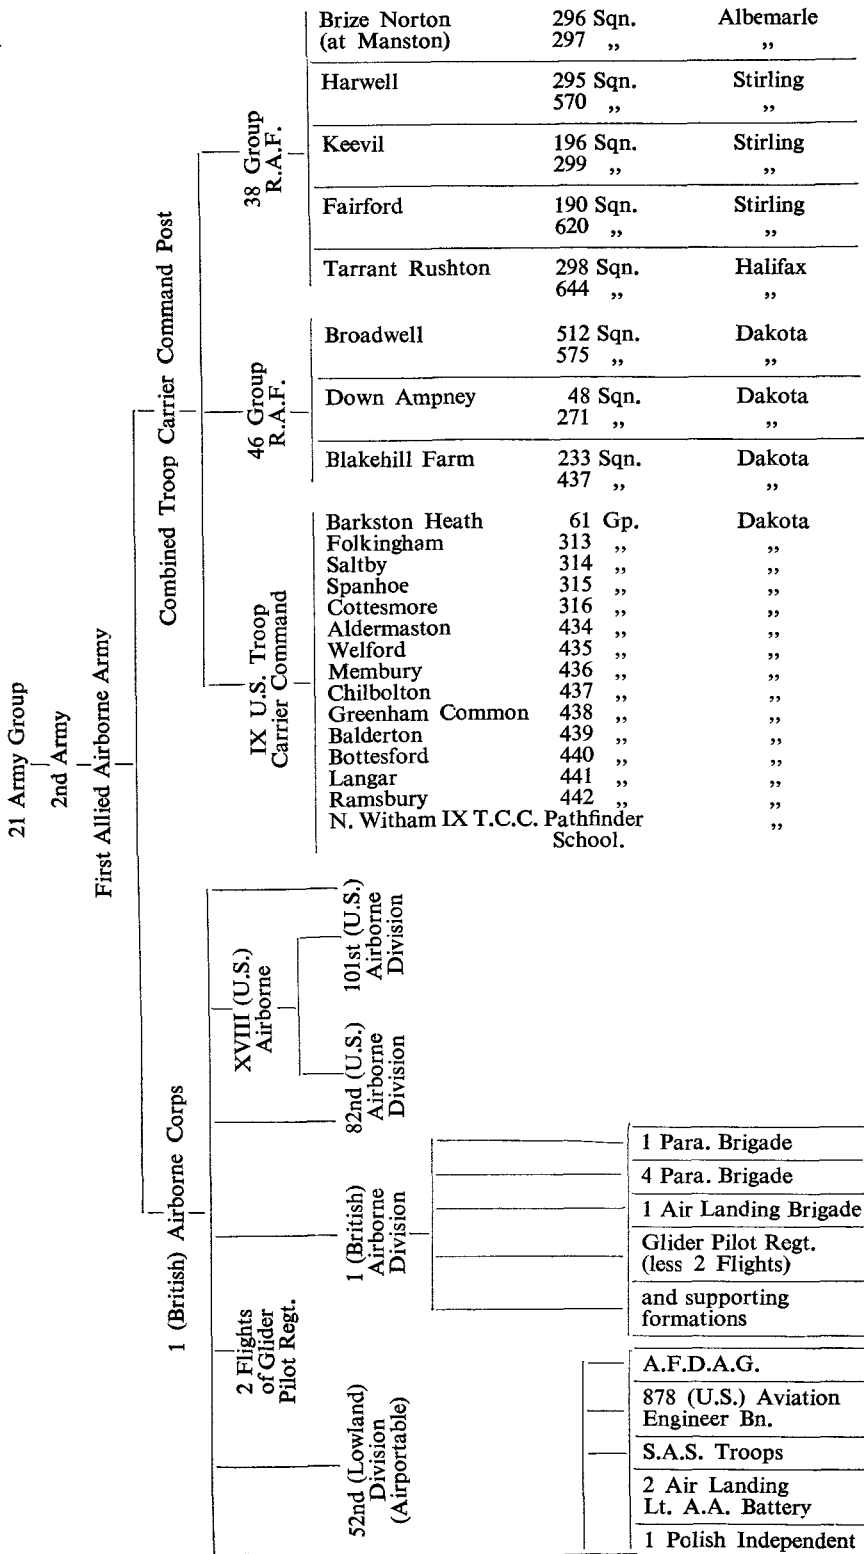 21 Army Group
2nd Army
First Allied Airborne Army
Combined Troop Carrier Command Post
38 Group
R.A.F.
Brize Norton 296 Sqn. Albemarle
(at Manston) 297 ,, ,,
Harwell 295 Sqn. Stirling
570 ,, ,,
Keevil 196 Sqn. Stirling
299 ,, ,,
Fairford 190 Sqn. Stirling
620 ,, ,,
Tarrant Rushton 298 Sqn. Halifax
644 ,, ,,
46 Group
R.A.F.
Broadwell 512 Sqn. Dakota
575 ,, ,,
Down Ampney 48 Sqn. Dakota
271 ,, ,,
Blakehill Farm 233 Sqn. Dakota
437 ,, ,,
IX U.S. Troop
Carrier Command
Barkston Heath 61 Gp. Dakota
Folkingham 313 ,, ,,
Saltby 314 ,, ,,
Spanhoe 315 ,, ,,
Cottesmore 316 ,, ,,
Aldermaston 434 ,, ,,
Welford 435 ,, ,,
Membury 436 ,, ,,
Chilbolton 437 ,, ,,
Greenham Common 438 ,, ,,
Balderton 439 ,, ,,
Bottesford 440 ,, ,,
Langar 441 ,, ,,
Ramsbury 442 ,, ,,
N. Witham IX T.C.C. Pathfinder ,,
School.
1 (British) Airborne Corps
XVIII (U.S.)
Airborne
101st (U.S.)
Airborne
Division
82nd (U.S.)
Airborne
Division
1 (British)
Airborne
Division
1 Para. Brigade
4 Para. Brigade
1 Air Landing Brigade
Glider Pilot Regt.
(less 2 Flights)
and supporting
formations
2 Flights
of Glider
Pilot Regt.
52nd (Lowland)
Division
(Airportable)
A.F.D.A.G.
878 (U.S.) Aviation
Engineer Bn.
S.A.S. Troops
2 Air Landing
Lt. A.A. Battery
1 Polish Independent